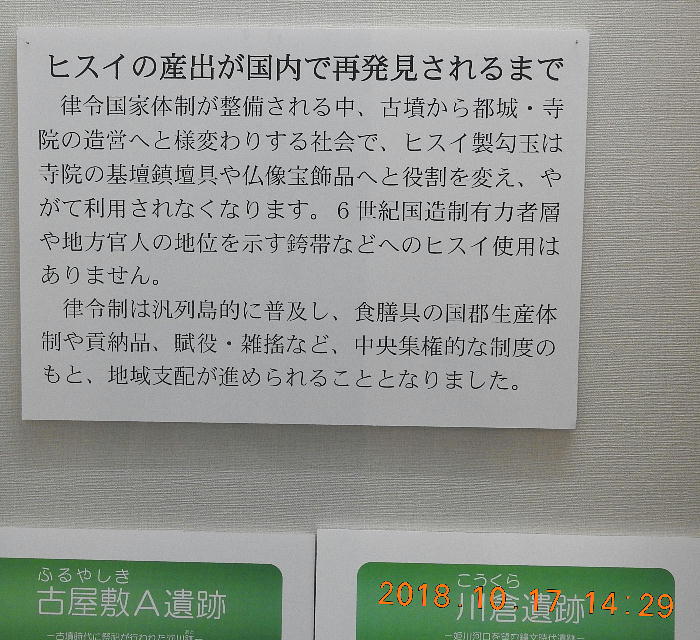 ヒスイの産出が国内で再発見されるまで
律令国家体制が整備される中、古墳から都城・寺
院の造営へと様変わりする社会で、ヒスイ製勾玉は
寺院の基壇鎮壇具や仏像宝飾品へと役割を変え、や
がて利用されなくなります。６世紀国造制有力者層
や地方官人の地位を示す銙帯などへのヒスイ使用は
ありません。
律令制は汎列島的に普及し、食膳具の国郡生産体
制や貢納品、賦役・雑搖など、中央集権的な制度の
もと、地域支配が進められることとなりました。
ふるやしき
古屋敷Ａ遺跡
こうくら
川倉遺跡
2018.10.17 14:29